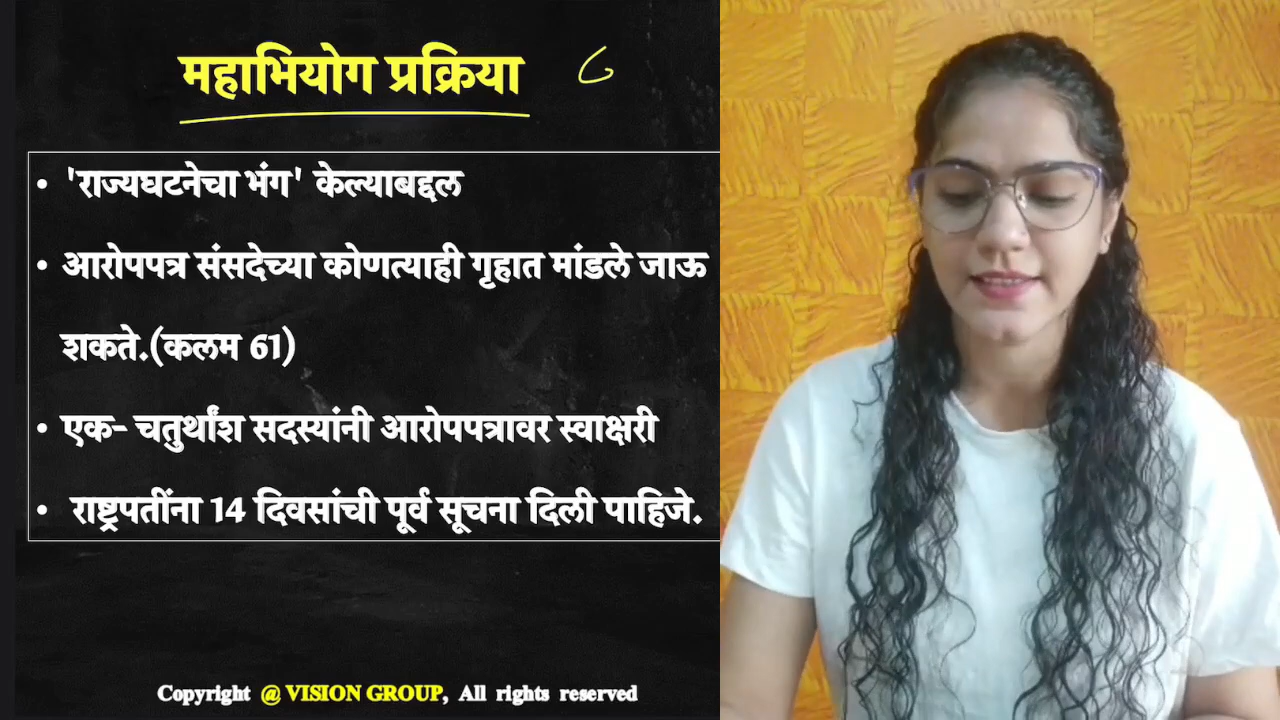 महाभियोग प्रक्रिया
• 'राज्यघटनेचा भंग' केल्याबद्दल
• आरोपपत्र संसदेच्या कोणत्याही गृहात मांडले जाऊ
शकते.(कलम 61)
• एक- चतुर्थांश सदस्यांनी आरोपपत्रावर स्वाक्षरी
• राष्ट्रपतींना 14 दिवसांची पूर्व सूचना दिली पाहिजे.
Copyright @ VISION GROUP, All rights reserved